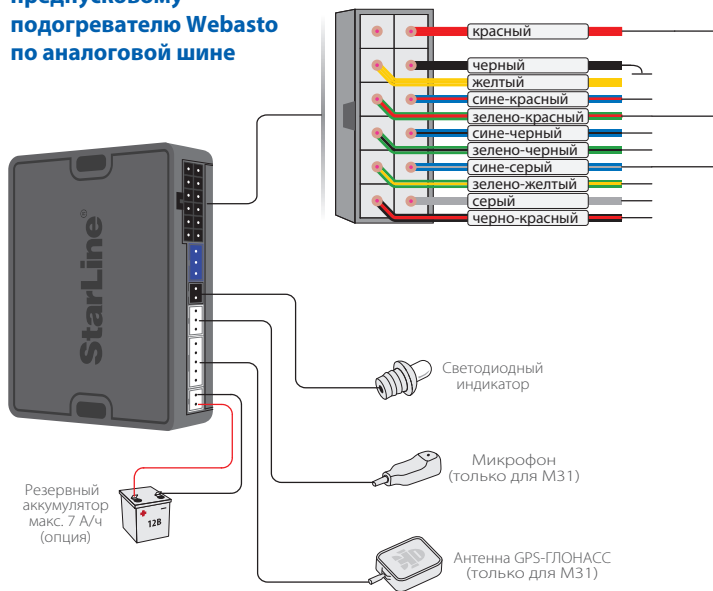 предпусковому
подогревателю Webasto
по аналоговой шине
красный
черный
желтый
сине-красный
зелено-красный
сине-черный
зелено-черный
сине-серый
зелено-желтый
серый
черно-красный
StarLine®
Светодиодный
индикатор
Микрофон
(только для М31)
Резервный
аккумулятор
макс. 7 А/ч
(опция)
12В
Антенна GPS-ГЛОНАСС
(только для М31)